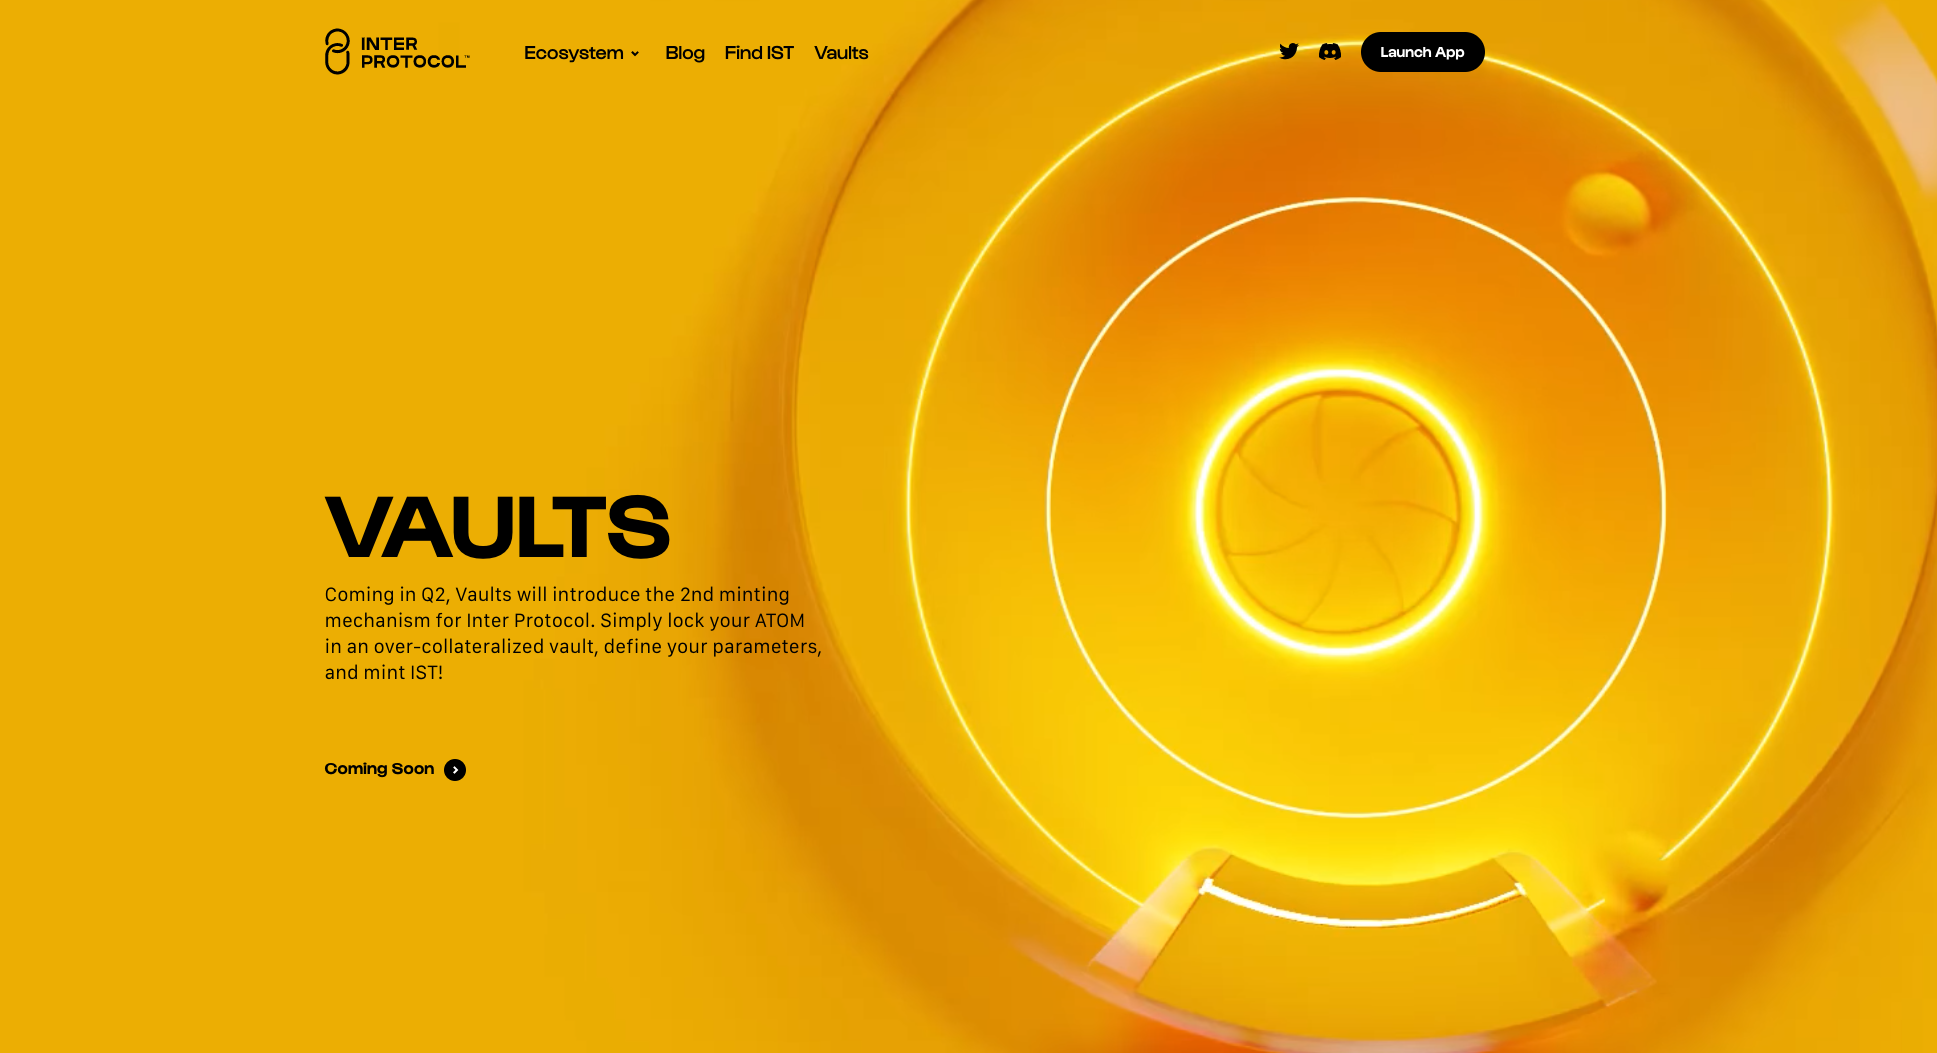 INTER
PROTOCOL™
Ecosystem
Blog
Find IST
Vaults
Launch App
VAULTS
Coming in Q2, Vaults will introduce the 2nd minting
mechanism for Inter Protocol. Simply lock your ATOM
in an over-collateralized vault, define your parameters,
and mint IST!
Coming Soon